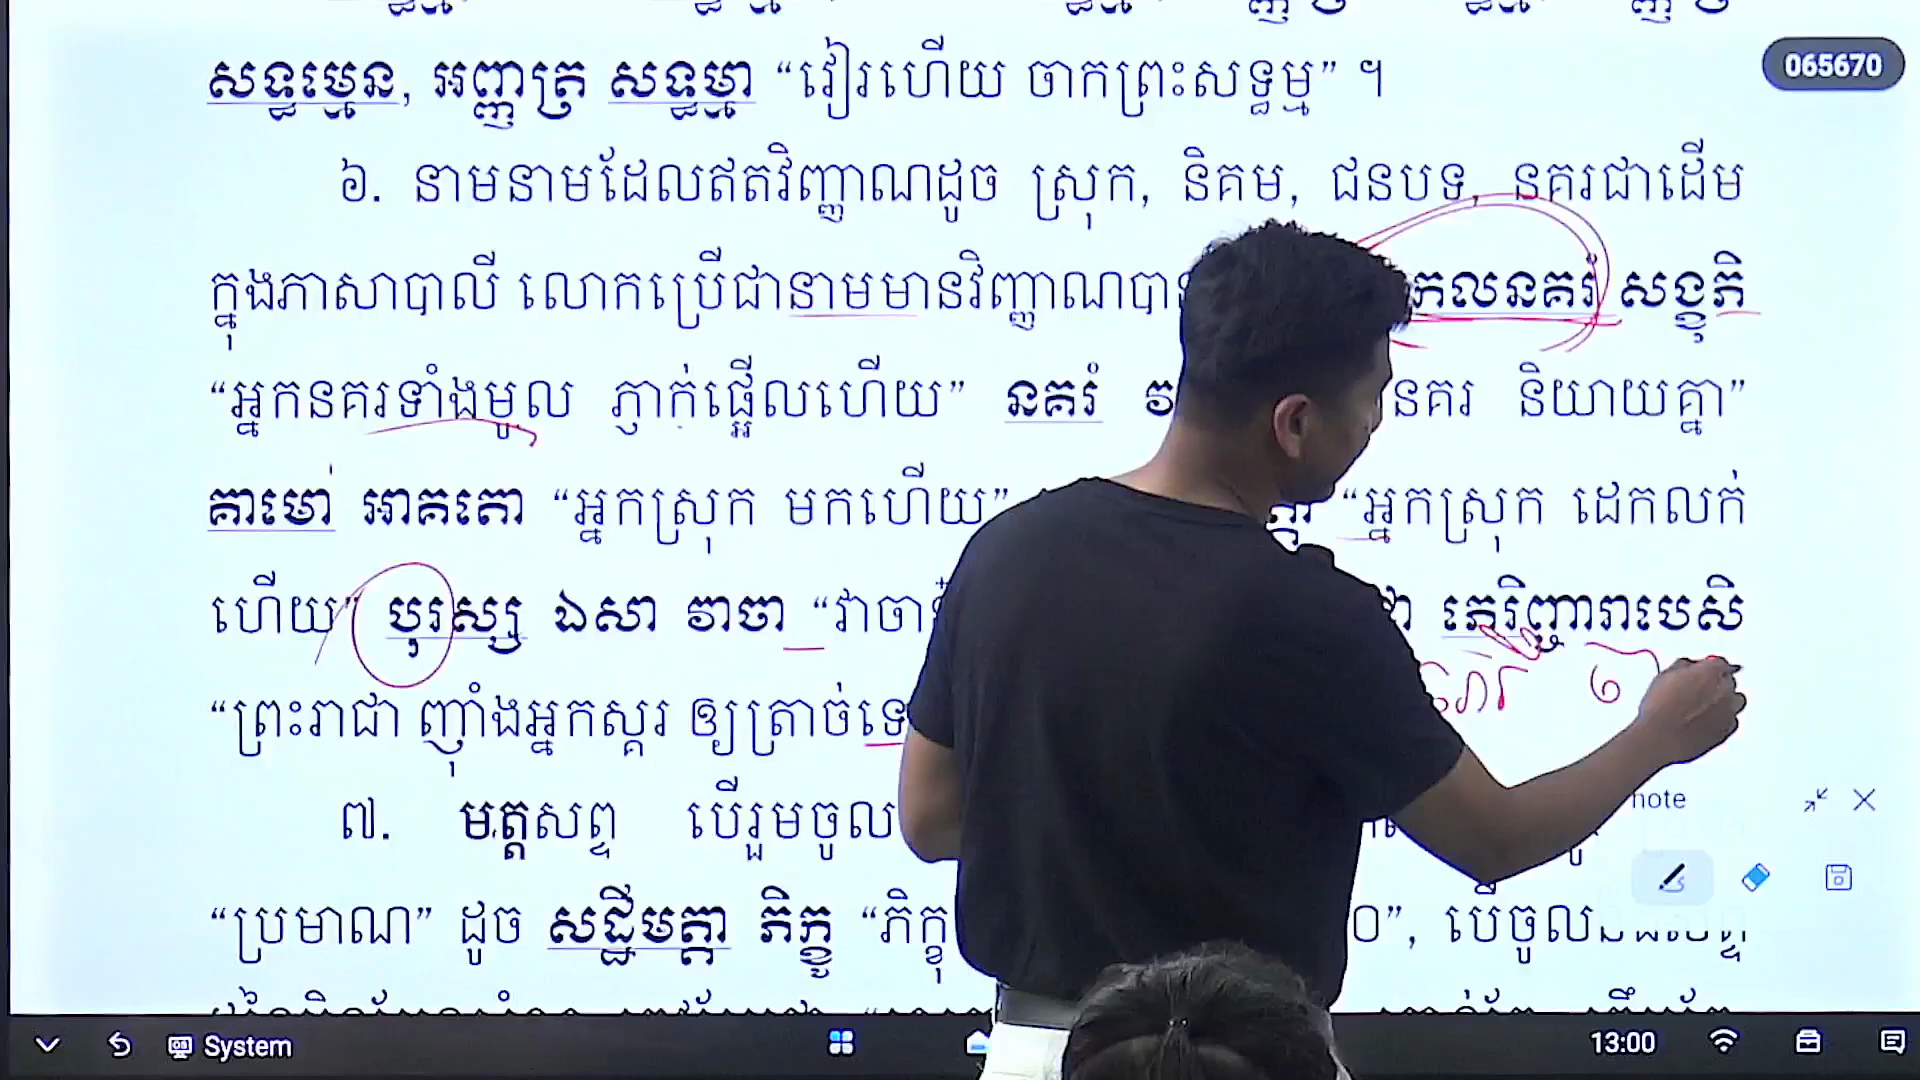 065670
សទ្ធម្មេន, អញ្ញត្រ សទ្ធម្មា “វៀរហើយ ចាកព្រះសទ្ធម្ម” ។
៦. នាមនាមដែលឥតវិញ្ញាណដូច ស្រុក, និគម, ជនបទ, នគរជាដើម
ក្នុងភាសាបាលី លោកប្រើជានាមមានវិញ្ញាណបាន កលនគរំ សង្ខុភិ
“អ្នកនគរទាំងមូល ភ្ញាក់ផ្អើលហើយ” នគរំ នគរ និយាយគ្នា”
គាមោ អាគតោ “អ្នកស្រុក មកហើយ” “អ្នកស្រុក ដេកលក់
ហើយ” បុរស្ស ឯសា វាចា “វាចា ភេរិញ្ចារាបេសិ
“ព្រះរាជា ញ៉ាំងអ្នកស្គរ ឲ្យត្រាច់ទៅ
៧. មត្តសព្ទ បើរួមចូល
note
“ប្រមាណ” ដូច សដ្ឋិមត្តា ភិក្ខូ “ភិក្ខុ ០”, បើចូល
System 13:00